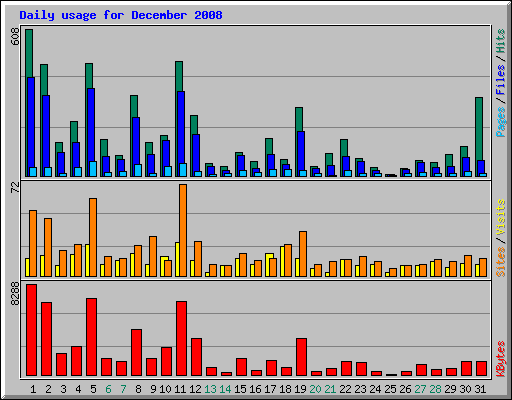 Daily usage for December 2008
608
Pages / Files / Hits
72
Sites / Visits
8288
KBytes
1 2 3 4 5 6 7 8 9 10 11 12 13 14 15 16 17 18 19 20 21 22 23 24 25 26 27 28 29 30 31